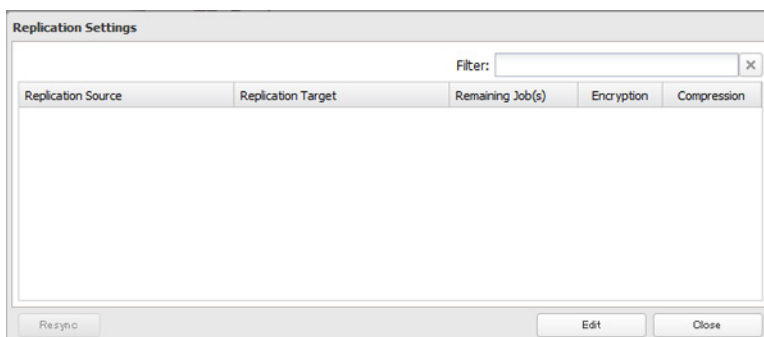 Replication Settings
Filter:
Replication Source Replication Target Remaining Job(s) Encryption Compression
Resync Edit Close